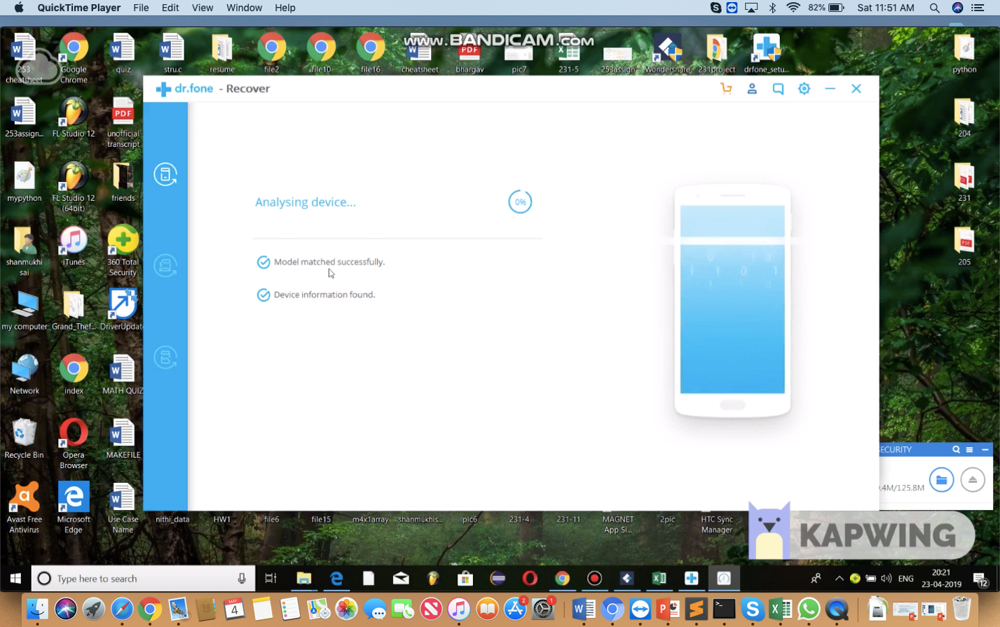 QuickTime Player File Edit View Window Help 82% Sat 11:51 AM
www.BANDICAM.com
253 cheatsheet
Google Chrome
quiz
stru.c
resume
file2
file10
file16
cheatsheet
bhargav
pic7
231-5
253assign
Wondershare
231project
drfone_setu...
python
dr.fone - Recover
253assign...
FL Studio 12
unofficial transcript
204
mypython
FL Studio 12 (64bit)
friends
231
Analysing device...
0%
shanmukhi sai
iTunes
360 Total Security
205
Model matched successfully.
Device information found.
my computer
Grand_Thef...
DriverUpdat
Network
index
MATH QUIZ
Recycle Bin
Opera Browser
MAKEFILE
SECURITY
.4M/125.8M
Avast Free Antivirus
Microsoft Edge
Use Case Name
nithi_data
HW1
file6
file15
m4x1array
shanmukhis...
pic6
231-4
231-11
MAGNET App Si...
2pic
HTC Sync Manager
KAPWING
Type here to search
ENG
20:21
23-04-2019
12
MAY
4
2
1